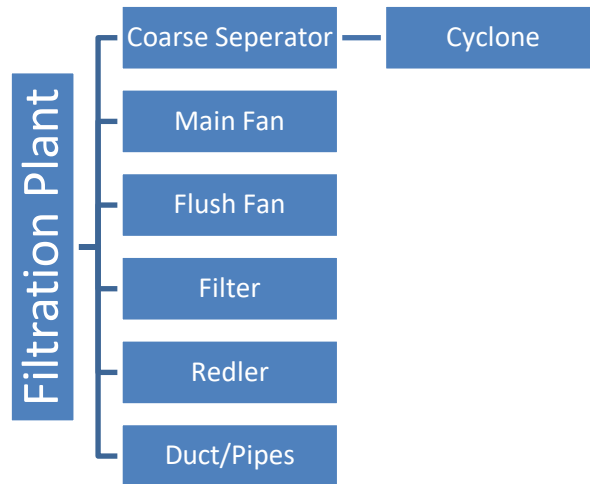 Filtration Plant
Coarse Seperator
Cyclone
Main Fan
Flush Fan
Filter
Redler
Duct/Pipes